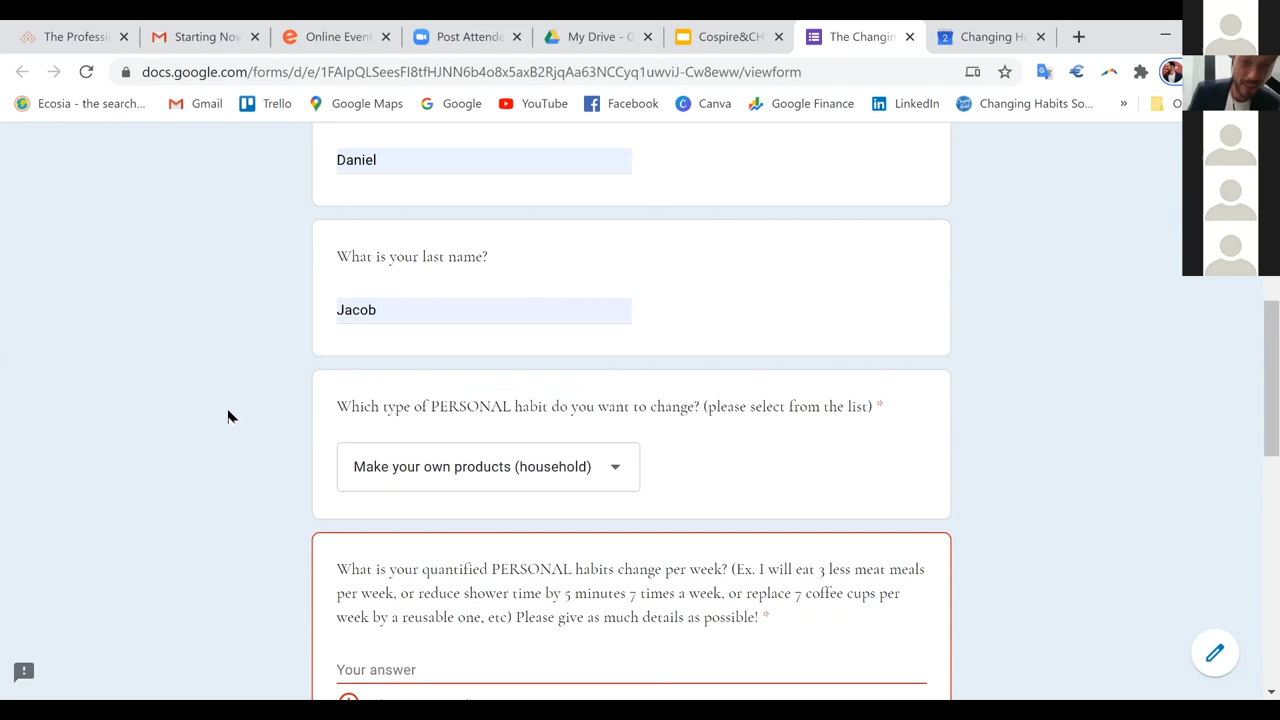 The Professi
Starting Nov
Online Event
Post Attende
My Drive - G
Cospire&CH
The Changin
Changing Ha
docs.google.com/forms/d/e/1FAIpQLSeesFI8tfHJNN6b4o8x5axB2RjqAa63NCCyq1uwviJ-Cw8eww/viewform
Ecosia - the search...
Gmail
Trello
Google Maps
Google
YouTube
Facebook
Canva
Google Finance
LinkedIn
Changing Habits So...
»
O
Daniel
What is your last name?
Jacob
Which type of PERSONAL habit do you want to change? (please select from the list) *
Make your own products (household)
What is your quantified PERSONAL habits change per week? (Ex. I will eat 3 less meat meals
per week, or reduce shower time by 5 minutes 7 times a week, or replace 7 coffee cups per
week by a reusable one, etc) Please give as much details as possible! *
Your answer